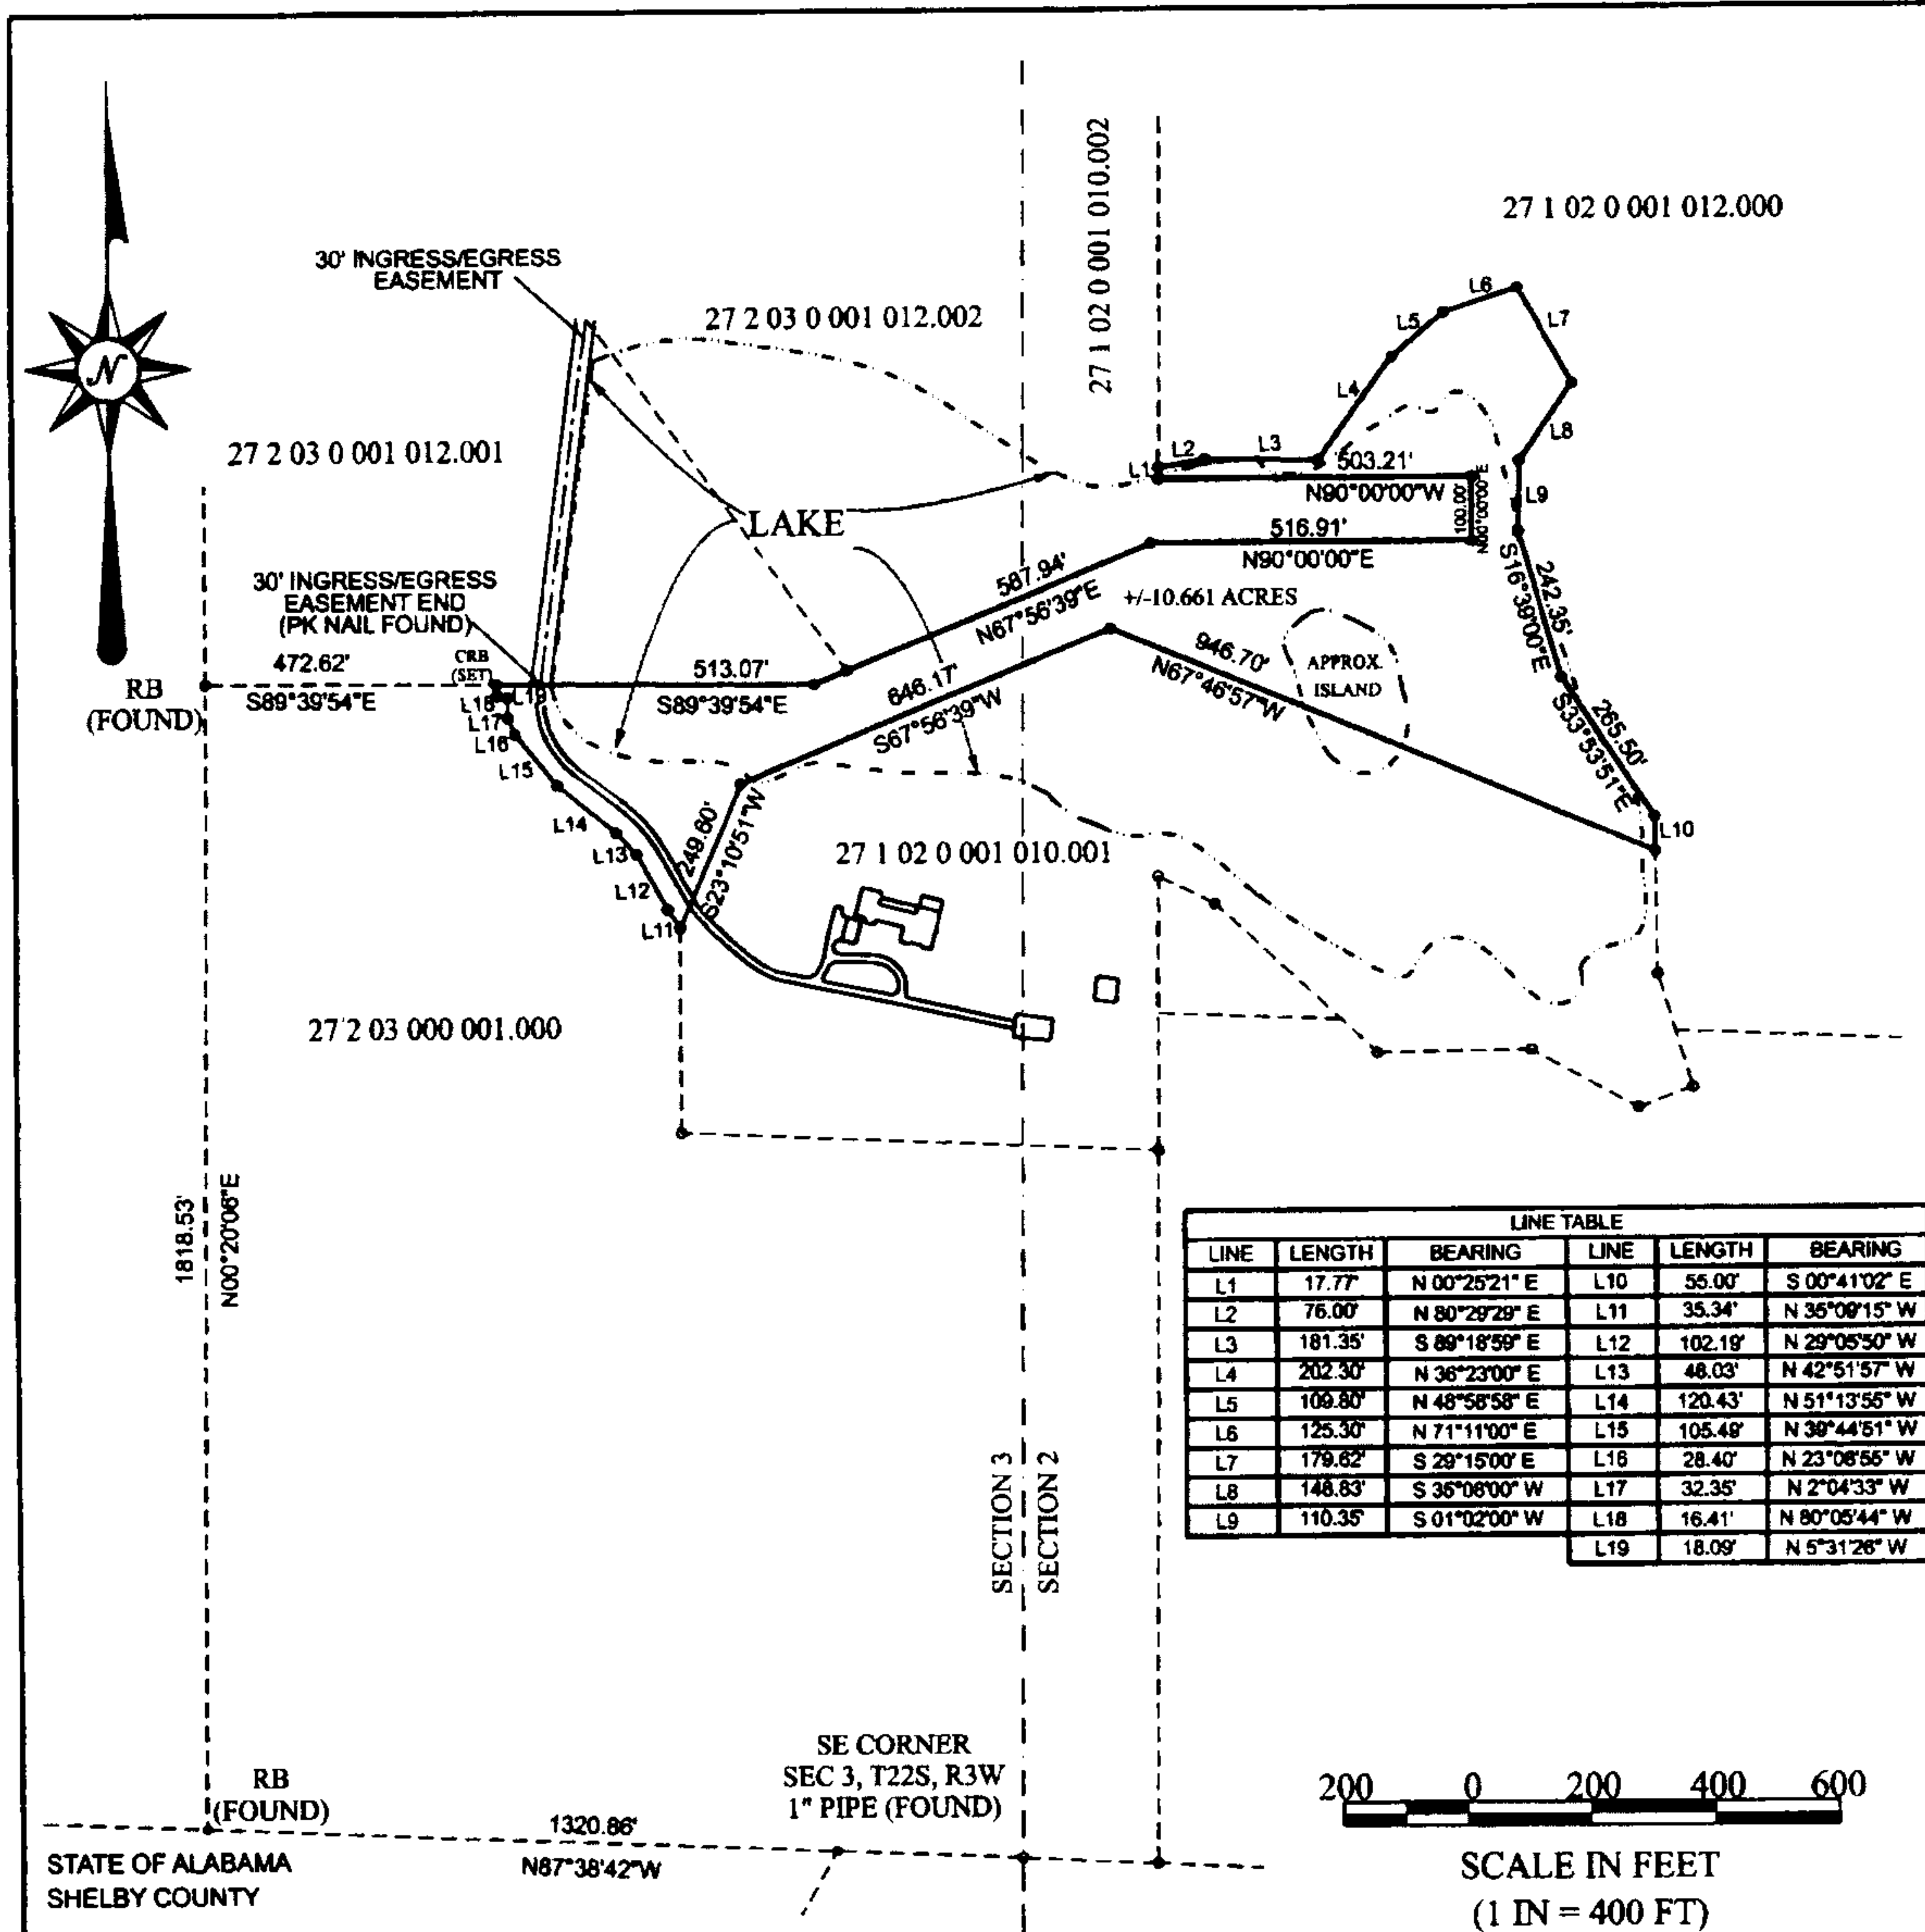 27 1 02 0 001 010.002
27 1 02 0 001 012.000
30' INGRESS/EGRESS
EASEMENT
27 2 03 0 001 012.002
L6
L5
L7
L4
N
27 2 03 0 001 012.001
L1
L2
L3
L8
503.21'
N90°00'00"W
100.00'
N00°00'00"E
L9
LAKE
516.91'
N90°00'00"E
30' INGRESS/EGRESS
EASEMENT END
(PK NAIL FOUND)
587.94'
N67°56'39"E
+/-10.661 ACRES
242.35'
S16°39'00"E
RB
(FOUND)
472.62'
S89°39'54"E
CRB
(SET)
513.07'
S89°39'54"E
646.17'
S67°56'39"W
946.70'
N67°46'57"W
APPROX.
ISLAND
265.50'
S33°53'51"E
L18
L19
L17
L16
L15
L14
L13
L12
L11
L10
249.60'
S23°10'51"W
27 1 02 0 001 010.001
27 2 03 000 001.000
1818.53'
N00°20'06"E
LINE TABLE
LINE LENGTH BEARING LINE LENGTH BEARING
L1 17.77' N 00°25'21" E L10 55.00' S 00°41'02" E
L2 76.00' N 80°29'29" E L11 35.34' N 35°09'15" W
L3 181.35' S 89°18'59" E L12 102.19' N 29°05'50" W
L4 202.30' N 36°23'00" E L13 48.03' N 42°51'57" W
L5 109.80' N 48°58'58" E L14 120.43' N 51°13'55" W
L6 125.30' N 71°11'00" E L15 105.49' N 39°44'51" W
L7 179.62' S 29°15'00" E L16 28.40' N 23°08'55" W
L8 148.83' S 35°08'00" W L17 32.35' N 2°04'33" W
L9 110.35' S 01°02'00" W L18 16.41' N 80°05'44" W
L19 18.09' N 5°31'26" W
SECTION 3
SECTION 2
RB
(FOUND)
SE CORNER
SEC 3, T22S, R3W
1" PIPE (FOUND)
1320.86'
N87°38'42"W
STATE OF ALABAMA
SHELBY COUNTY
200 0 200 400 600
SCALE IN FEET
(1 IN = 400 FT)